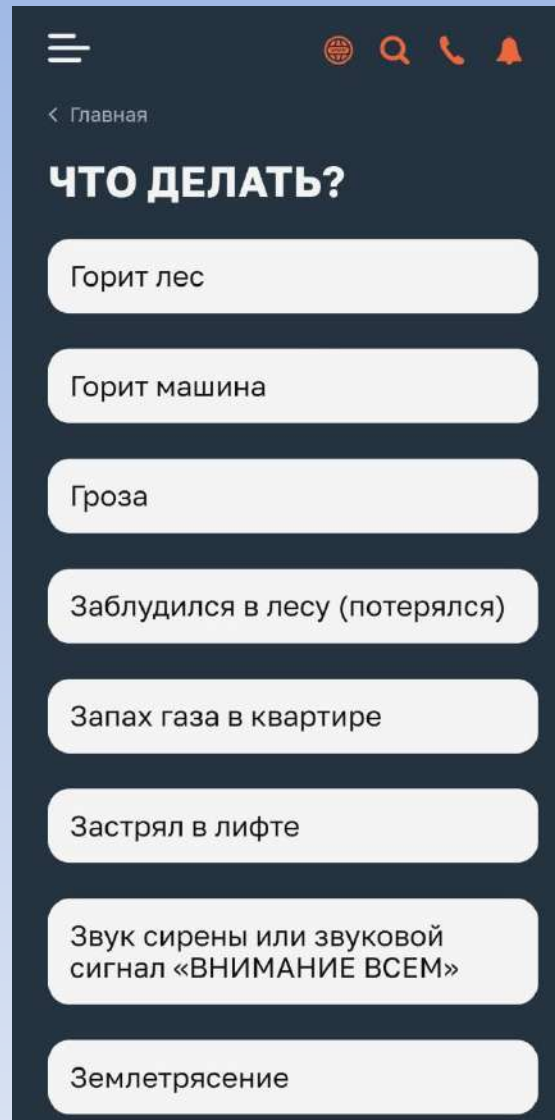 Главная
ЧТО ДЕЛАТЬ?
Горит лес
Горит машина
Гроза
Заблудился в лесу (потерялся)
Запах газа в квартире
Застрял в лифте
Звук сирены или звуковой
сигнал «ВНИМАНИЕ ВСЕМ»
Землетрясение